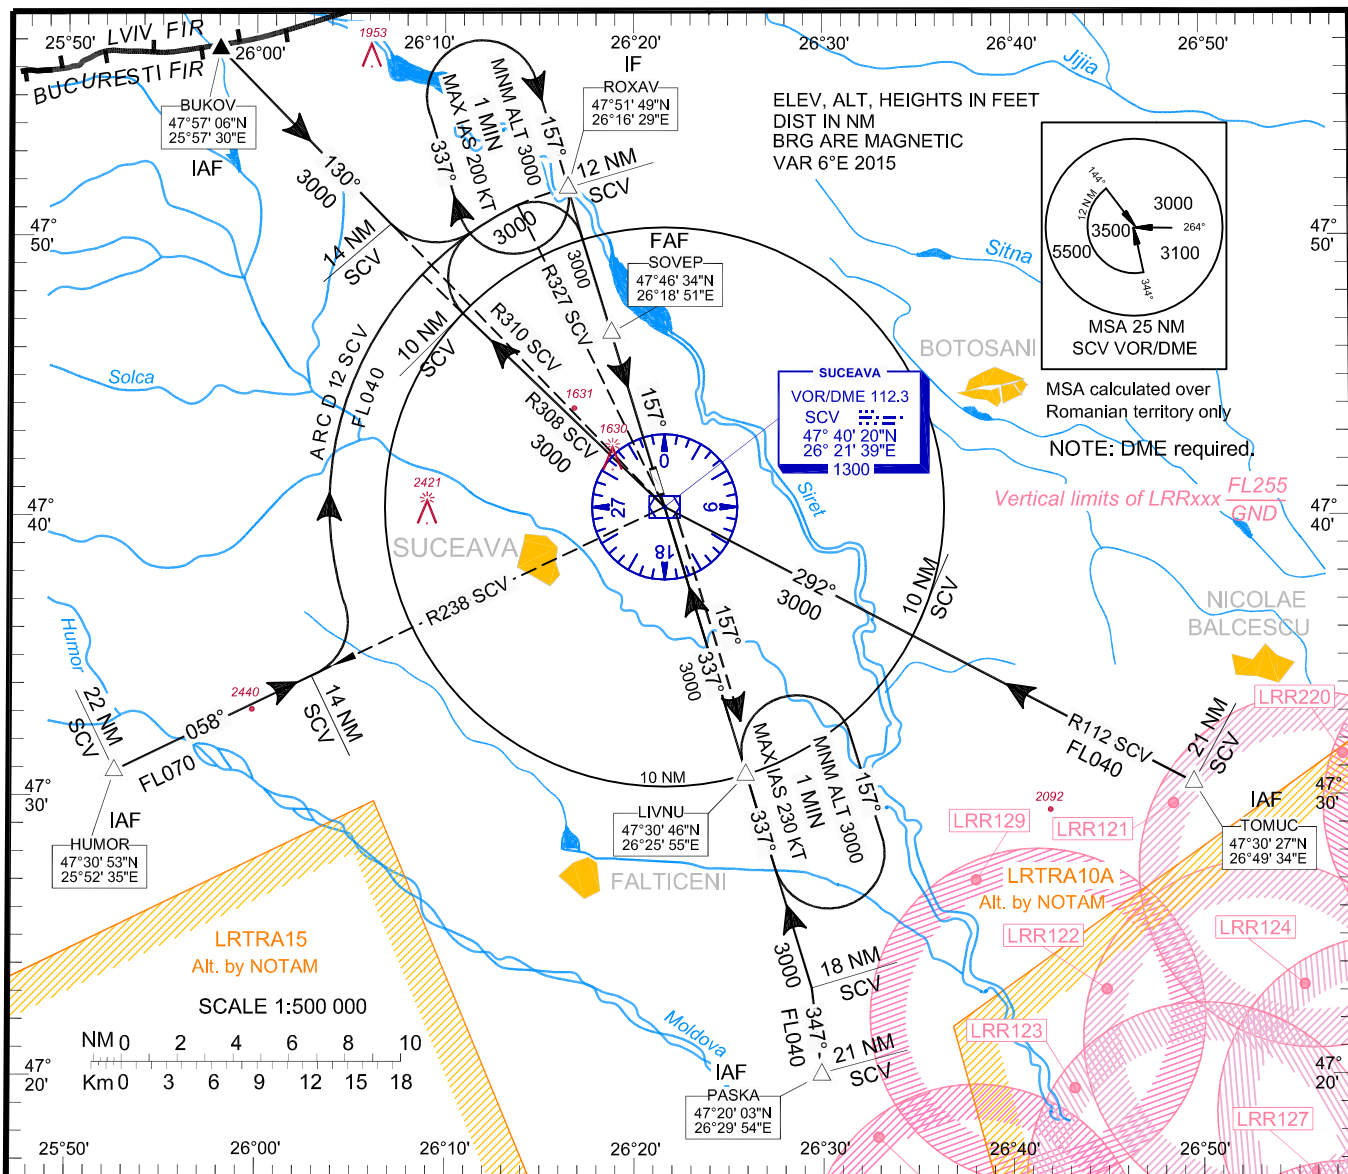 25°50'
26°00'
26°10'
26°20'
26°30'
26°40'
26°50'
LVIV FIR
BUCURESTI FIR
1953
BUKOV
47°57' 06"N
25°57' 30"E
IAF
130°
3000
14 NM
SCV
337°
MAX IAS 200 KT
1 MIN
MNM ALT 3000
157°
IF
ROXAV
47°51' 49"N
26°16' 29"E
12 NM
SCV
3000
3000
FAF
SOVEP
47°46' 34"N
26°18' 51"E
ELEV, ALT, HEIGHTS IN FEET
DIST IN NM
BRG ARE MAGNETIC
VAR 6°E 2015
Jijia
Sitna
144°
12 NM
3000
3500
264°
5500
3100
344°
MSA 25 NM
SCV VOR/DME
MSA calculated over
Romanian territory only
NOTE: DME required.
47°
50'
47°
50'
BOTOSANI
Vertical limits of LRRxxx FL255
GND
Solca
ARC D 12 SCV
FL040
10 NM
SCV
R310 SCV
R327 SCV
R308 SCV
3000
157°
1631
1630
2421
SUCEAVA
VOR/DME 112.3
SCV
47° 40' 20"N
26° 21' 39"E
1300
0
9
18
27
Siret
47°
40'
47°
40'
SUCEAVA
R238 SCV
292°
3000
10 NM
SCV
NICOLAE
BALCESCU
157°
337°
3000
Humor
22 NM
SCV
2440
058°
FL070
14 NM
SCV
R112 SCV
FL040
21 NM
SCV
LRR220
10 NM
MAX IAS 230 KT
1 MIN
MNM ALT 3000
157°
337°
47°
30'
47°
30'
IAF
HUMOR
47°30' 53"N
25°52' 35"E
LIVNU
47°30' 46"N
26°25' 55"E
2092
LRR129
LRR121
IAF
TOMUC
47°30' 27"N
26°49' 34"E
FALTICENI
LRTRA10A
Alt. by NOTAM
LRR122
LRR124
LRTRA15
Alt. by NOTAM
3000
18 NM
SCV
SCALE 1:500 000
NM 0 2 4 6 8 10
Km 0 3 6 9 12 15 18
Moldova
FL040
347°
21 NM
SCV
LRR123
47°
20'
47°
20'
IAF
PASKA
47°20' 03"N
26°29' 54"E
LRR127
25°50'
26°00'
26°10'
26°20'
26°30'
26°40'
26°50'